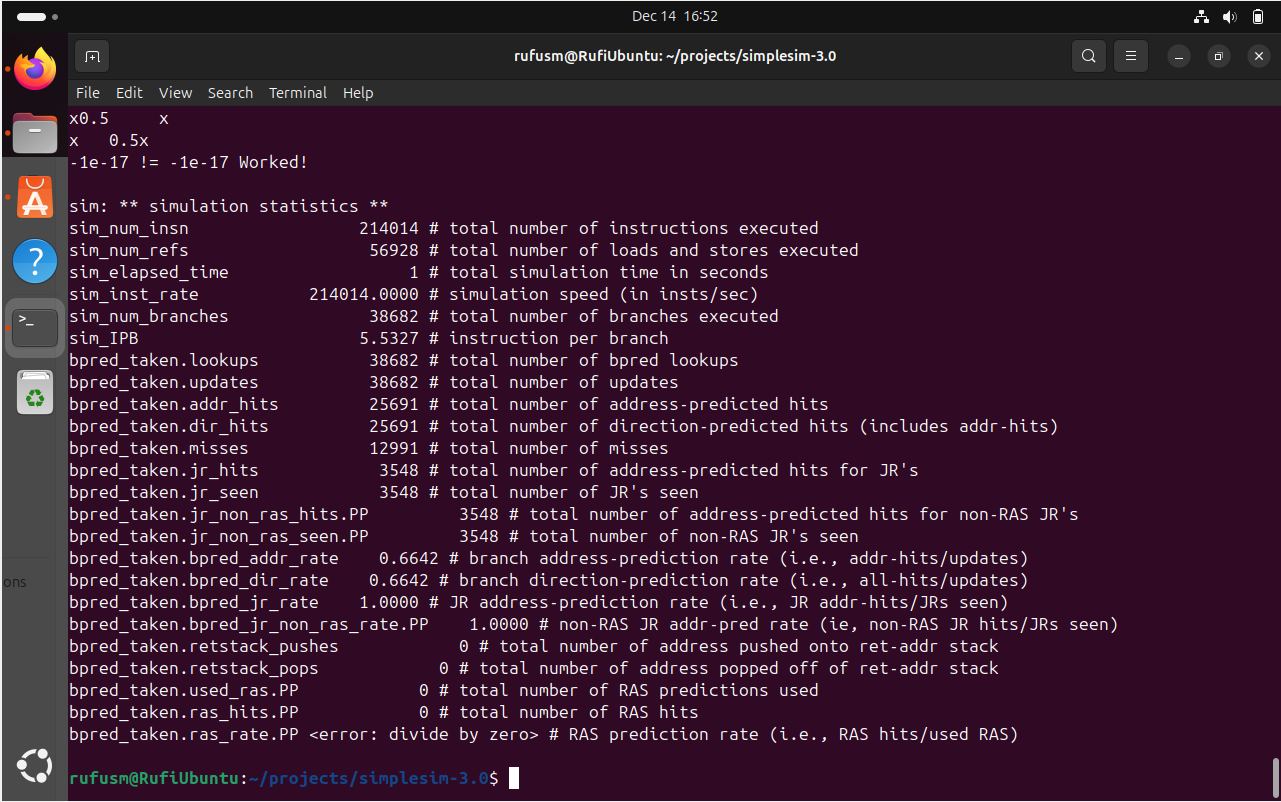 Dec 14 16:52
rufusm@RufiUbuntu: ~/projects/simplesim-3.0
File Edit View Search Terminal Help
x0.5     x
x   0.5x
-1e-17 != -1e-17 Worked!
sim: ** simulation statistics **
sim_num_insn                 214014 # total number of instructions executed
sim_num_refs                  56928 # total number of loads and stores executed
sim_elapsed_time                  1 # total simulation time in seconds
sim_inst_rate           214014.0000 # simulation speed (in insts/sec)
sim_num_branches              38682 # total number of branches executed
sim_IPB                      5.5327 # instruction per branch
bpred_taken.lookups           38682 # total number of bpred lookups
bpred_taken.updates           38682 # total number of updates
bpred_taken.addr_hits         25691 # total number of address-predicted hits
bpred_taken.dir_hits          25691 # total number of direction-predicted hits (includes addr-hits)
bpred_taken.misses            12991 # total number of misses
bpred_taken.jr_hits            3548 # total number of address-predicted hits for JR's
bpred_taken.jr_seen            3548 # total number of JR's seen
bpred_taken.jr_non_ras_hits.PP         3548 # total number of address-predicted hits for non-RAS JR's
bpred_taken.jr_non_ras_seen.PP         3548 # total number of non-RAS JR's seen
bpred_taken.bpred_addr_rate    0.6642 # branch address-prediction rate (i.e., addr-hits/updates)
bpred_taken.bpred_dir_rate    0.6642 # branch direction-prediction rate (i.e., all-hits/updates)
bpred_taken.bpred_jr_rate    1.0000 # JR address-prediction rate (i.e., JR addr-hits/JRs seen)
bpred_taken.bpred_jr_non_ras_rate.PP    1.0000 # non-RAS JR addr-pred rate (ie, non-RAS JR hits/JRs seen)
bpred_taken.retstack_pushes            0 # total number of address pushed onto ret-addr stack
bpred_taken.retstack_pops            0 # total number of address popped off of ret-addr stack
bpred_taken.used_ras.PP            0 # total number of RAS predictions used
bpred_taken.ras_hits.PP            0 # total number of RAS hits
bpred_taken.ras_rate.PP <error: divide by zero> # RAS prediction rate (i.e., RAS hits/used RAS)
rufusm@RufiUbuntu:~/projects/simplesim-3.0$
ons